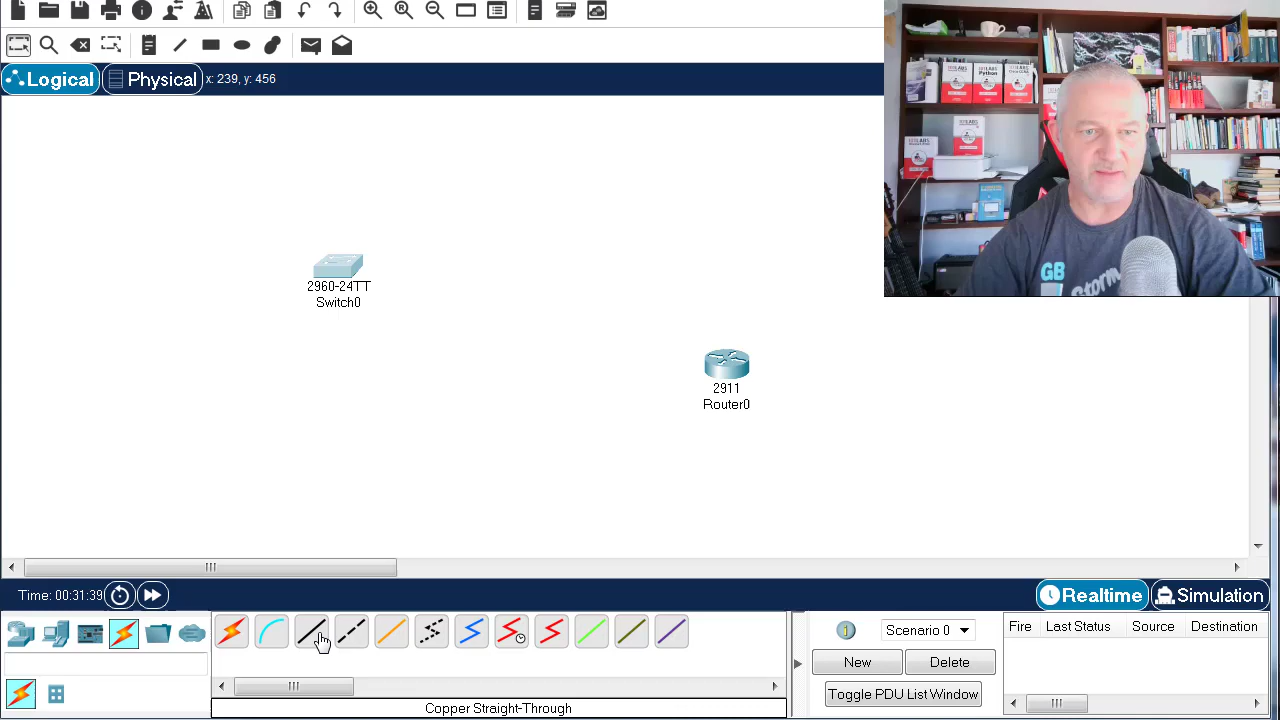 Logical
Physical
x: 239, y: 456
2960-24TT
Switch0
2911
Router0
Python
GB
Storm
Time: 00:31:39
Realtime
Simulation
Scenario 0
New
Delete
Toggle PDU List Window
Fire
Last Status
Source
Destination
Copper Straight-Through